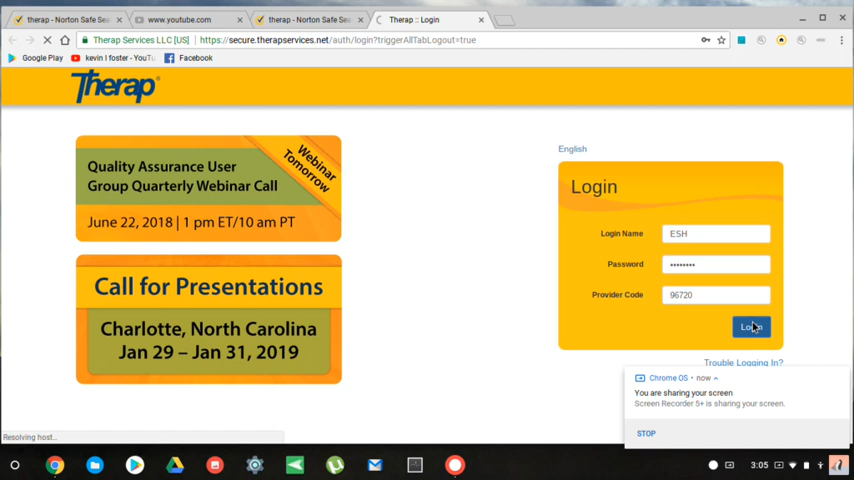 therap - Norton Safe Sea
www.youtube.com
therap - Norton Safe Sea
Therap :: Login
Therap Services LLC [US]
https://secure.therapservices.net/auth/login?triggerAllTabLogout=true
Google Play
kevin l foster - YouTu
Facebook
Therap®
Quality Assurance User
Group Quarterly Webinar Call
Webinar
Tomorrow
June 22, 2018 | 1 pm ET/10 am PT
Call for Presentations
Charlotte, North Carolina
Jan 29 – Jan 31, 2019
English
Login
Login Name
ESH
Password
••••••••
Provider Code
96720
Login
Trouble Logging In?
Chrome OS • now
You are sharing your screen
Screen Recorder 5+ is sharing your screen.
STOP
Resolving host...
3:05